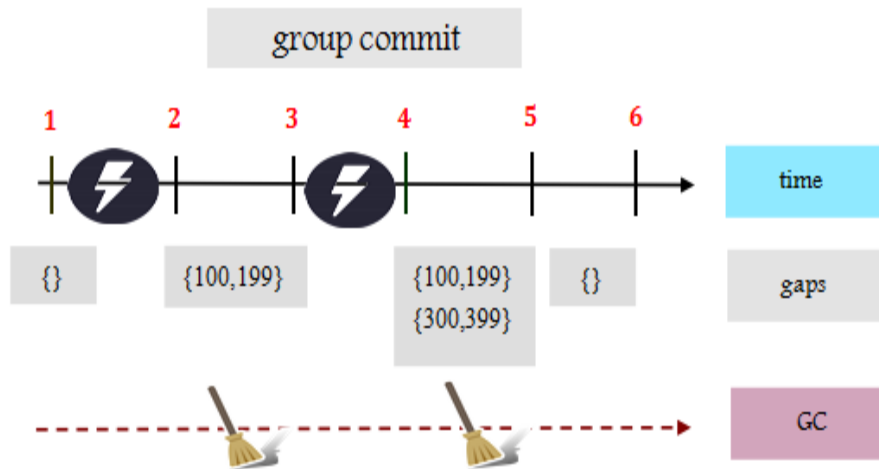 group commit
1 2 3 4 5 6
time
{} {100,199} {100,199} {} gaps
{300,399}
GC